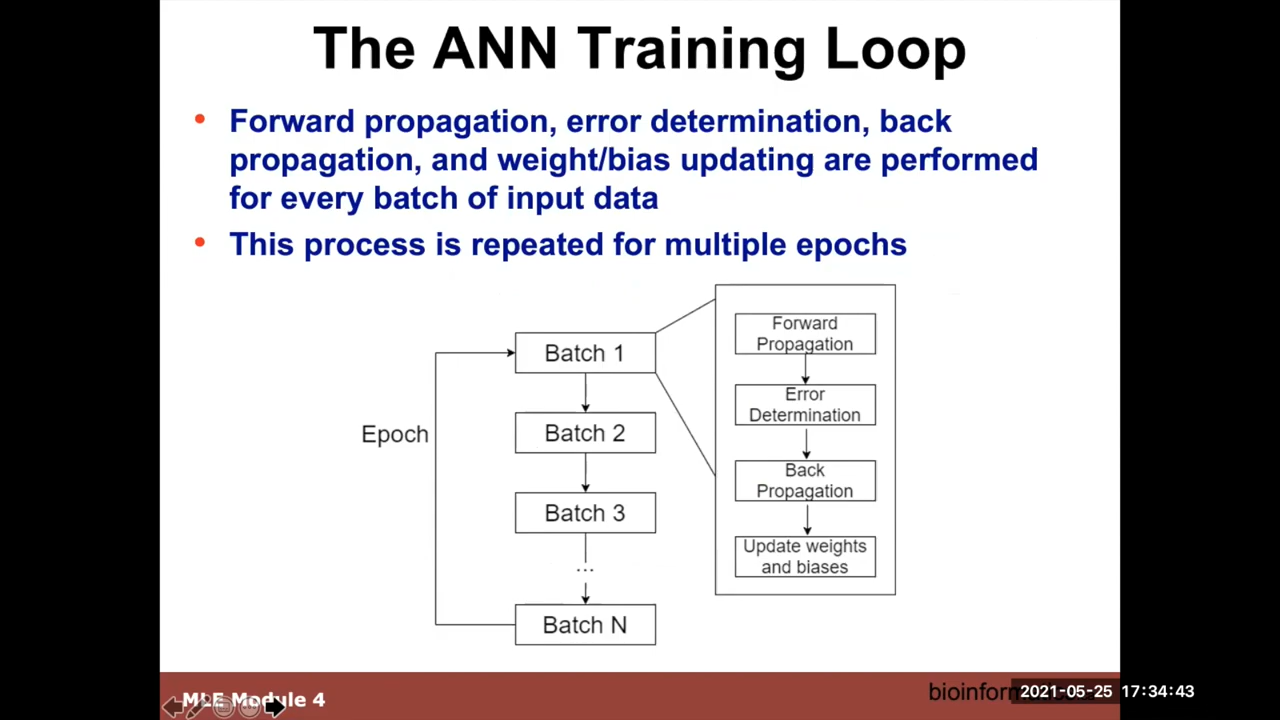 The ANN Training Loop
• Forward propagation, error determination, back
propagation, and weight/bias updating are performed
for every batch of input data
• This process is repeated for multiple epochs
Epoch
Batch 1
Batch 2
Batch 3
...
Batch N
Forward
Propagation
Error
Determination
Back
Propagation
Update weights
and biases
MLE Module 4
2021-05-25 17:34:43